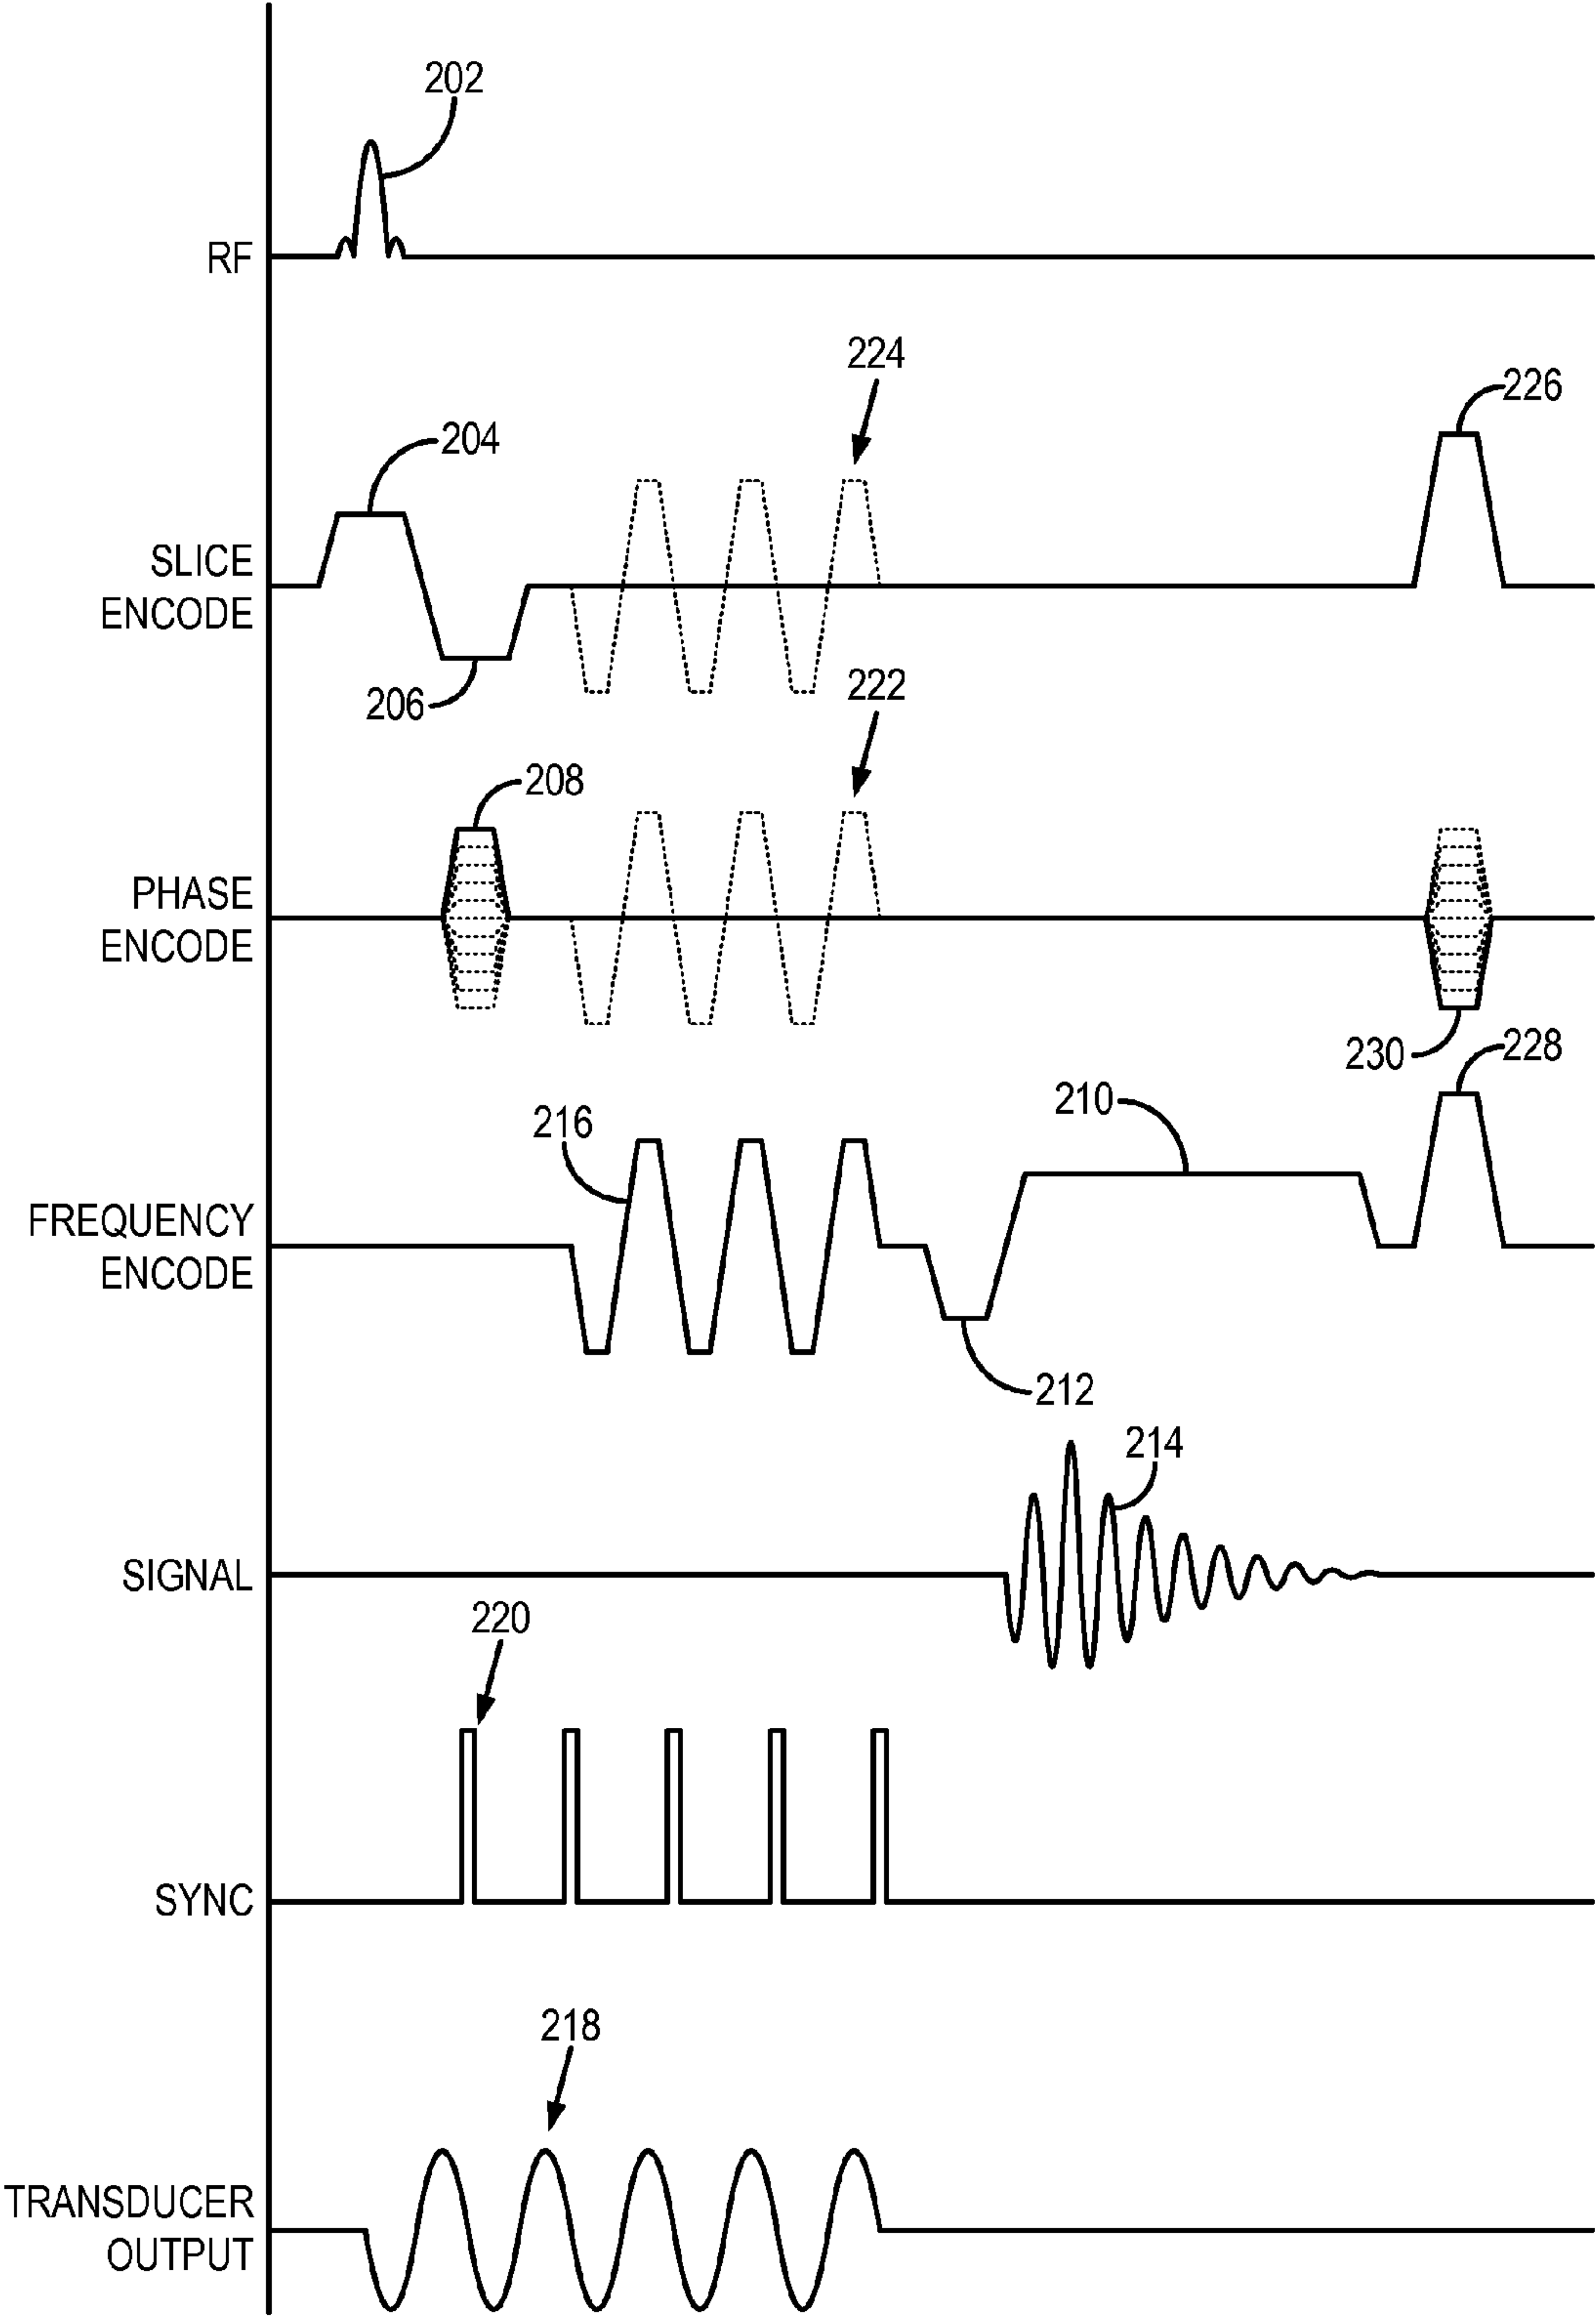 202
RF
224
226
204
SLICE
ENCODE
206
222
208
PHASE
ENCODE
230
228
210
216
FREQUENCY
ENCODE
212
214
SIGNAL
220
SYNC
218
TRANSDUCER
OUTPUT